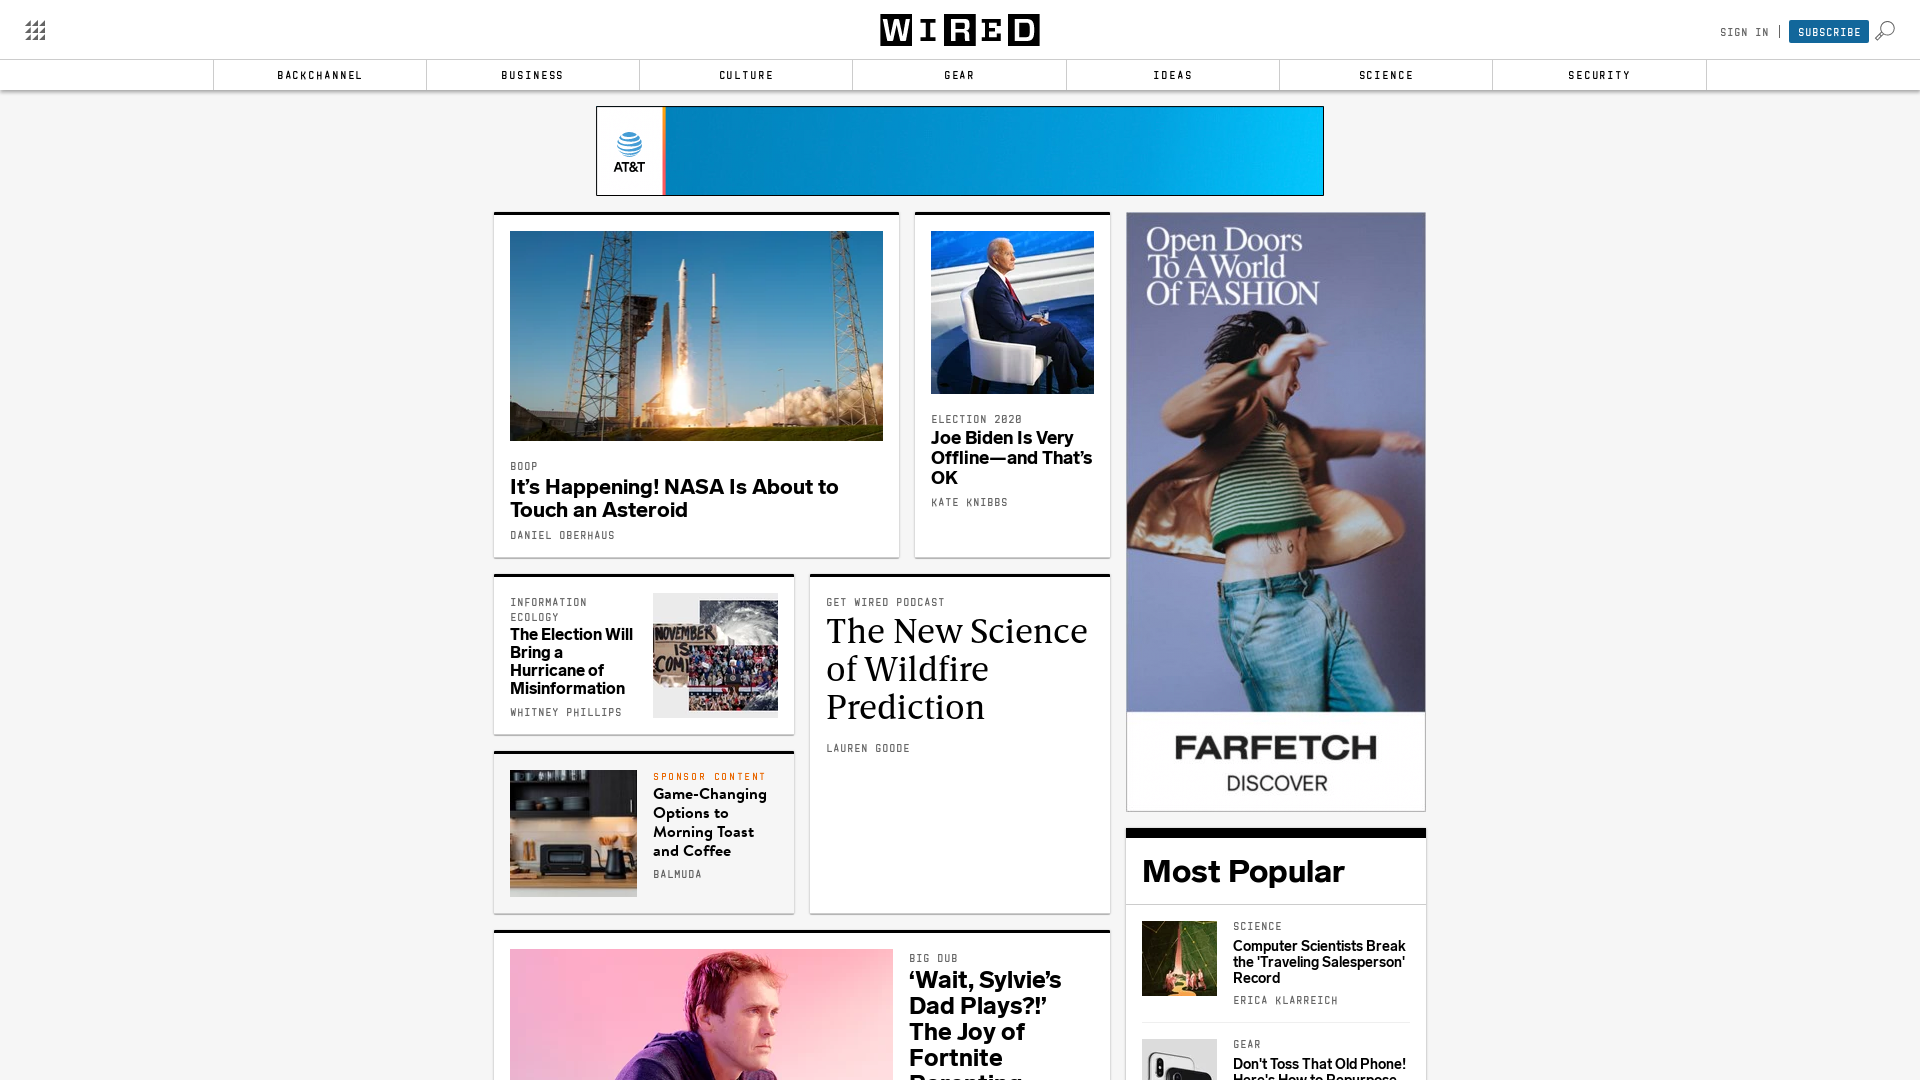 WIRED
SIGN IN
SUBSCRIBE
BACKCHANNEL
BUSINESS
CULTURE
GEAR
IDEAS
SCIENCE
SECURITY
AT&T
BOOP
It's Happening! NASA Is About to
Touch an Asteroid
DANIEL OBERHAUS
ELECTION 2020
Joe Biden Is Very
Offline—and That's
OK
KATE KNIBBS
Open Doors
To A World
Of FASHION
FARFETCH
DISCOVER
INFORMATION
ECOLOGY
The Election Will
Bring a
Hurricane of
Misinformation
WHITNEY PHILLIPS
NOVEMBER
IS
COMI
GET WIRED PODCAST
The New Science
of Wildfire
Prediction
LAUREN GOODE
SPONSOR CONTENT
Game-Changing
Options to
Morning Toast
and Coffee
BALMUDA
BIG DUB
‘Wait, Sylvie’s
Dad Plays?!’
The Joy of
Fortnite
Parenting
Most Popular
SCIENCE
Computer Scientists Break
the 'Traveling Salesperson'
Record
ERICA KLARREICH
GEAR
Don't Toss That Old Phone!
Here's How to Repurpose